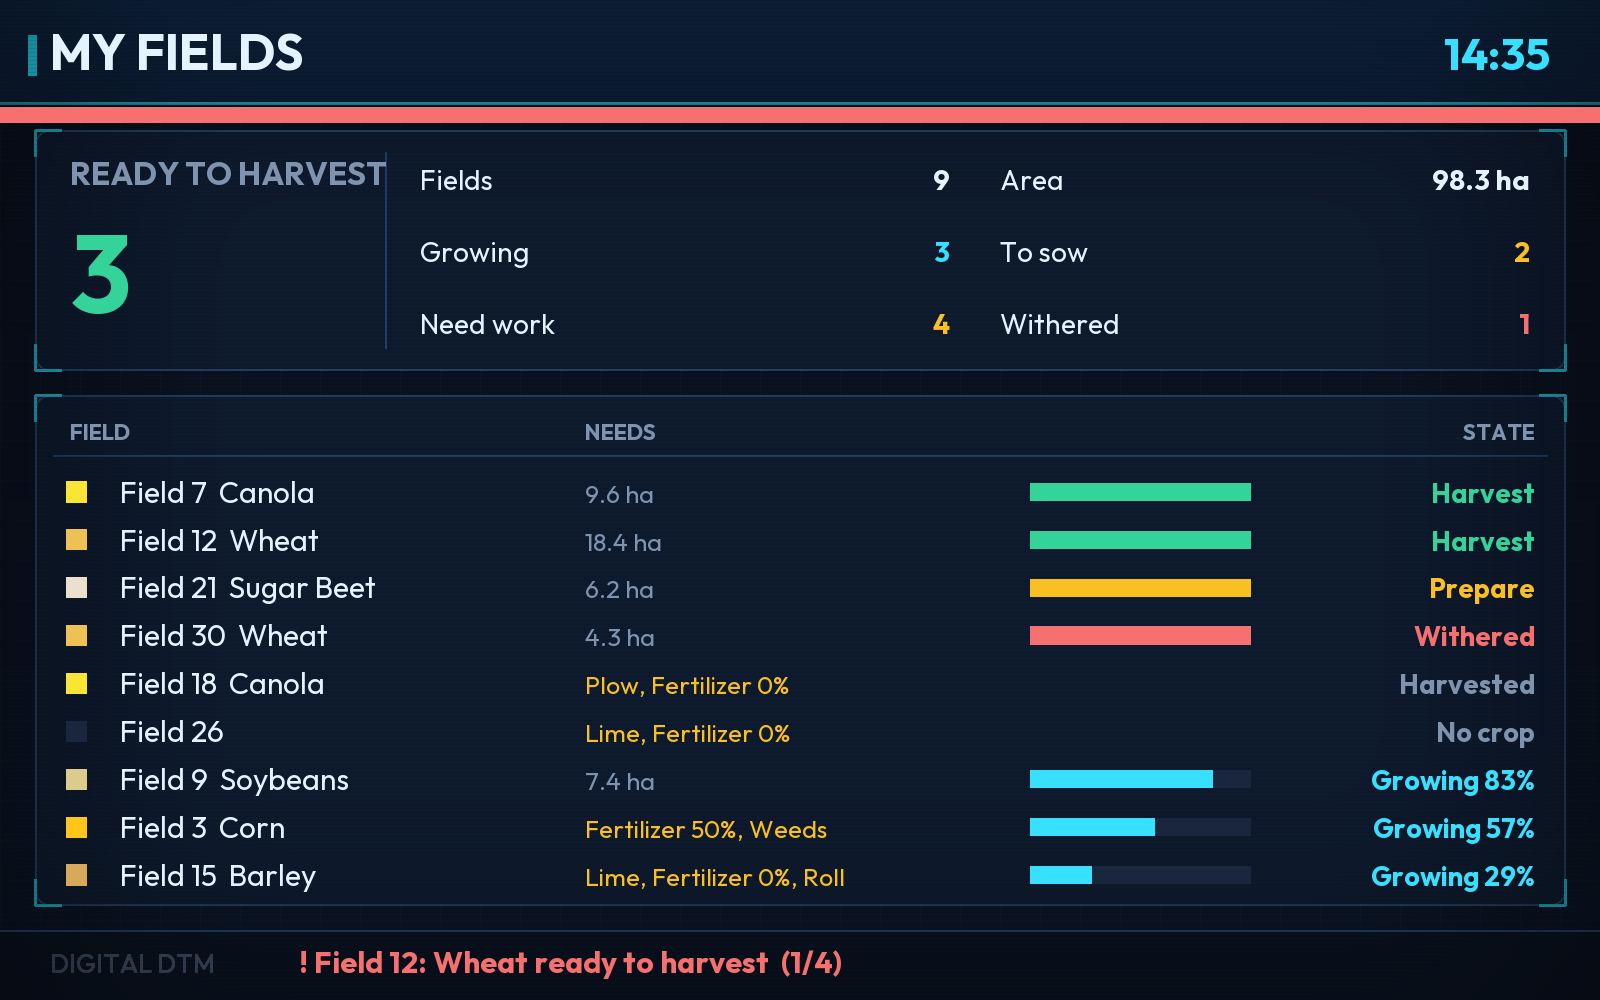 MY FIELDS 14:35
READY TO HARVEST
3
Fields 9 Area 98.3 ha
Growing 3 To sow 2
Need work 4 Withered 1
FIELD NEEDS STATE
Field 7 Canola 9.6 ha Harvest
Field 12 Wheat 18.4 ha Harvest
Field 21 Sugar Beet 6.2 ha Prepare
Field 30 Wheat 4.3 ha Withered
Field 18 Canola Plow, Fertilizer 0% Harvested
Field 26 Lime, Fertilizer 0% No crop
Field 9 Soybeans 7.4 ha Growing 83%
Field 3 Corn Fertilizer 50%, Weeds Growing 57%
Field 15 Barley Lime, Fertilizer 0%, Roll Growing 29%
DIGITAL DTM ! Field 12: Wheat ready to harvest (1/4)